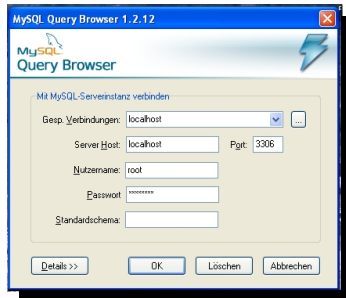 MySQL Query Browser 1.2.12
MySQL
Query Browser
Mit MySQL-Serverinstanz verbinden
Gesp. Verbindungen: localhost ...
Server Host: localhost Port: 3306
Nutzername: root
Passwort ********
Standardschema:
Details >> OK Löschen Abbrechen